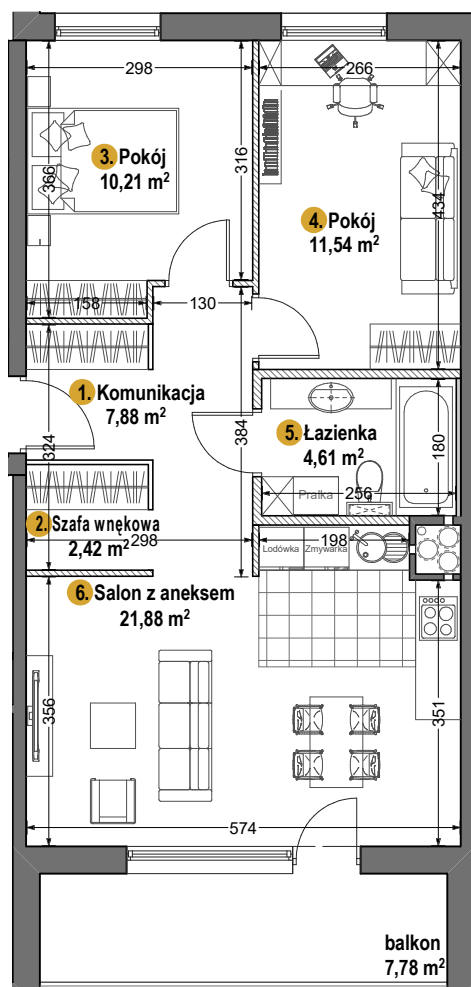 298
266
3. Pokój
10,21 m²
366
316
4. Pokój
11,54 m²
434
158
130
1. Komunikacja
7,88 m²
324
384
5. Łazienka
4,61 m²
180
Pralka
256
2. Szafa wnękowa
2,42 m²
298
Lodówka
Zmywarka
198
6. Salon z aneksem
21,88 m²
356
351
574
balkon
7,78 m²